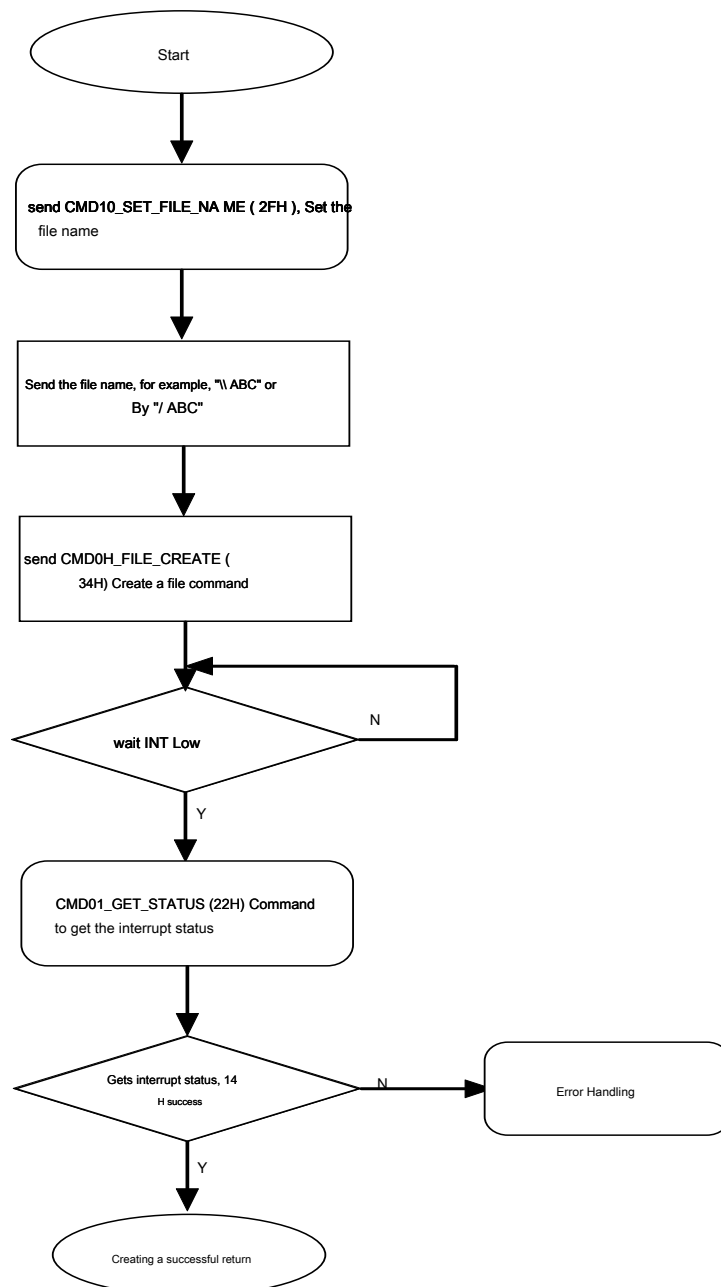 Start
send CMD10_SET_FILE_NA ME ( 2FH ), Set the
file name
Send the file name, for example, "\\ ABC" or
By "/ ABC"
send CMD0H_FILE_CREATE (
34H) Create a file command
wait INT Low
N
Y
CMD01_GET_STATUS (22H) Command
to get the interrupt status
Gets interrupt status, 14
H success
N
Error Handling
Y
Creating a successful return